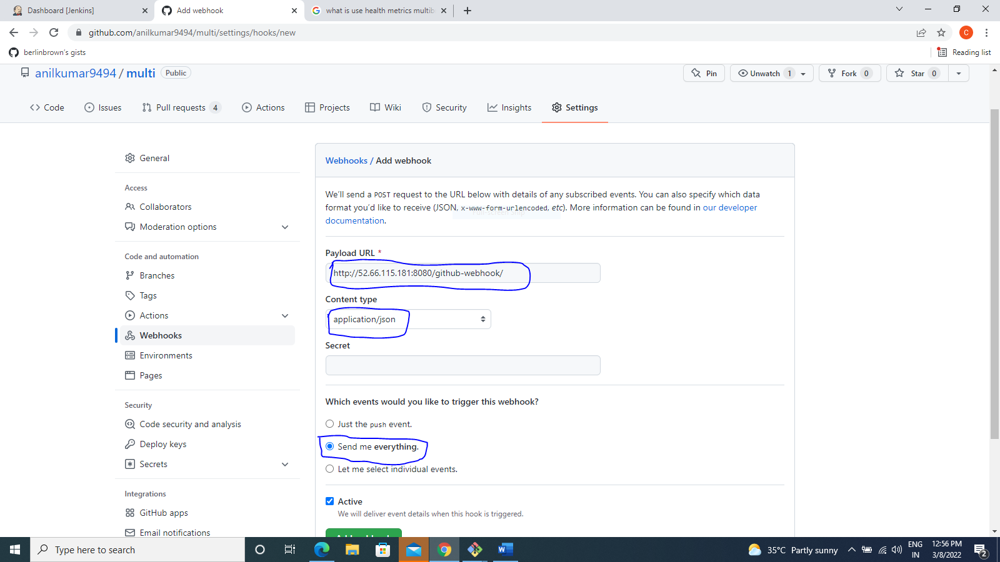 Dashboard [Jenkins]
Add webhook
what is use health metrics multib
github.com/anilkumar9494/multi/settings/hooks/new
C
berlinbrown's gists
Reading list
anilkumar9494 / multi Public
Pin
Unwatch 1
Fork 0
Star 0
Code
Issues
Pull requests 4
Actions
Projects
Wiki
Security
Insights
Settings
General
Access
Collaborators
Moderation options
Code and automation
Branches
Tags
Actions
Webhooks
Environments
Pages
Security
Code security and analysis
Deploy keys
Secrets
Integrations
GitHub apps
Email notifications
Webhooks / Add webhook
We'll send a POST request to the URL below with details of any subscribed events. You can also specify which data
format you'd like to receive (JSON, x-www-form-urlencoded, etc). More information can be found in our developer
documentation.
Payload URL *
http://52.66.115.181:8080/github-webhook/
Content type
application/json
Secret
Which events would you like to trigger this webhook?
Just the push event.
Send me everything.
Let me select individual events.
Active
We will deliver event details when this hook is triggered.
Type here to search
35°C Partly sunny
ENG
IN
12:56 PM
3/8/2022
2